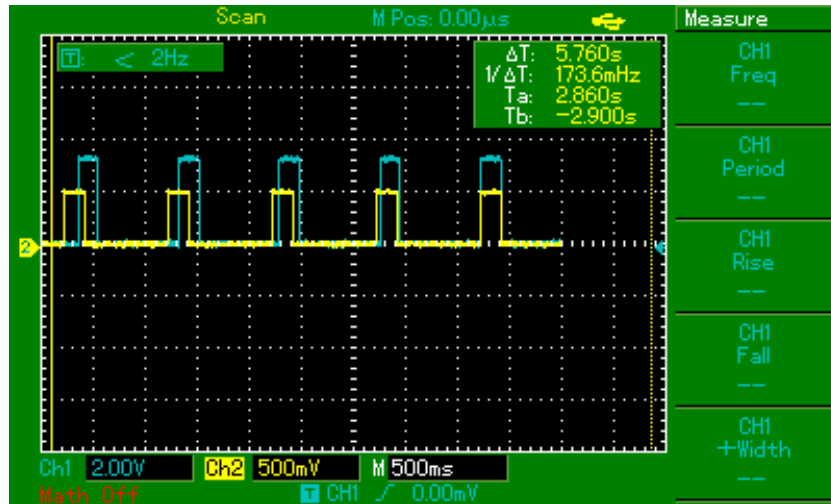 Scan M Pos: 0.00µs Measure
T: < 2Hz
ΔT: 5.760s
1/ΔT: 173.6mHz
Ta: 2.860s
Tb: -2.900s
CH1
Freq
--
CH1
Period
--
2
CH1
Rise
--
CH1
Fall
--
CH1
+Width
--
Ch1 2.00V Ch2 500mV M 500ms
Math Off T CH1 0.00mV